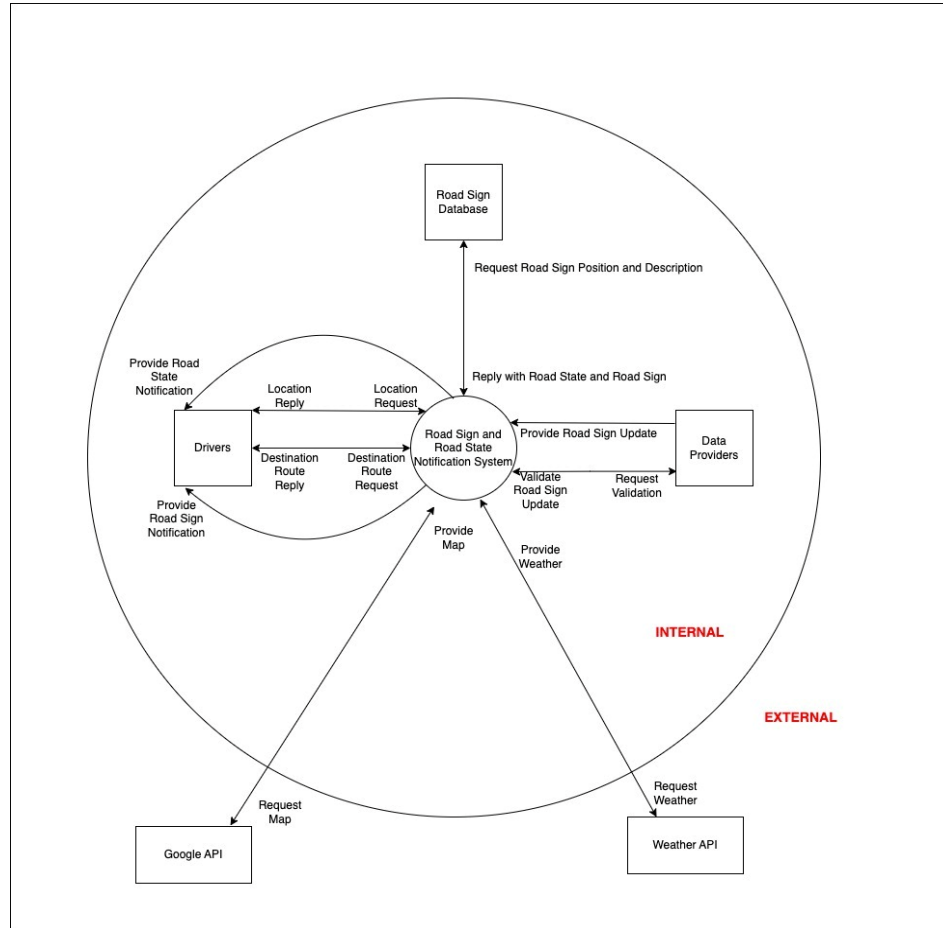 Road Sign
Database
Request Road Sign Position and Description
Provide Road
State
Notification
Reply with Road State and Road Sign
Location
Reply
Location
Request
Drivers
Road Sign and
Road State
Notification System
Provide Road Sign Update
Data
Providers
Destination
Route
Reply
Destination
Route
Request
Validate
Road Sign
Update
Request
Validation
Provide
Road Sign
Notification
Provide
Map
Provide
Weather
INTERNAL
EXTERNAL
Request
Map
Request
Weather
Google API
Weather API